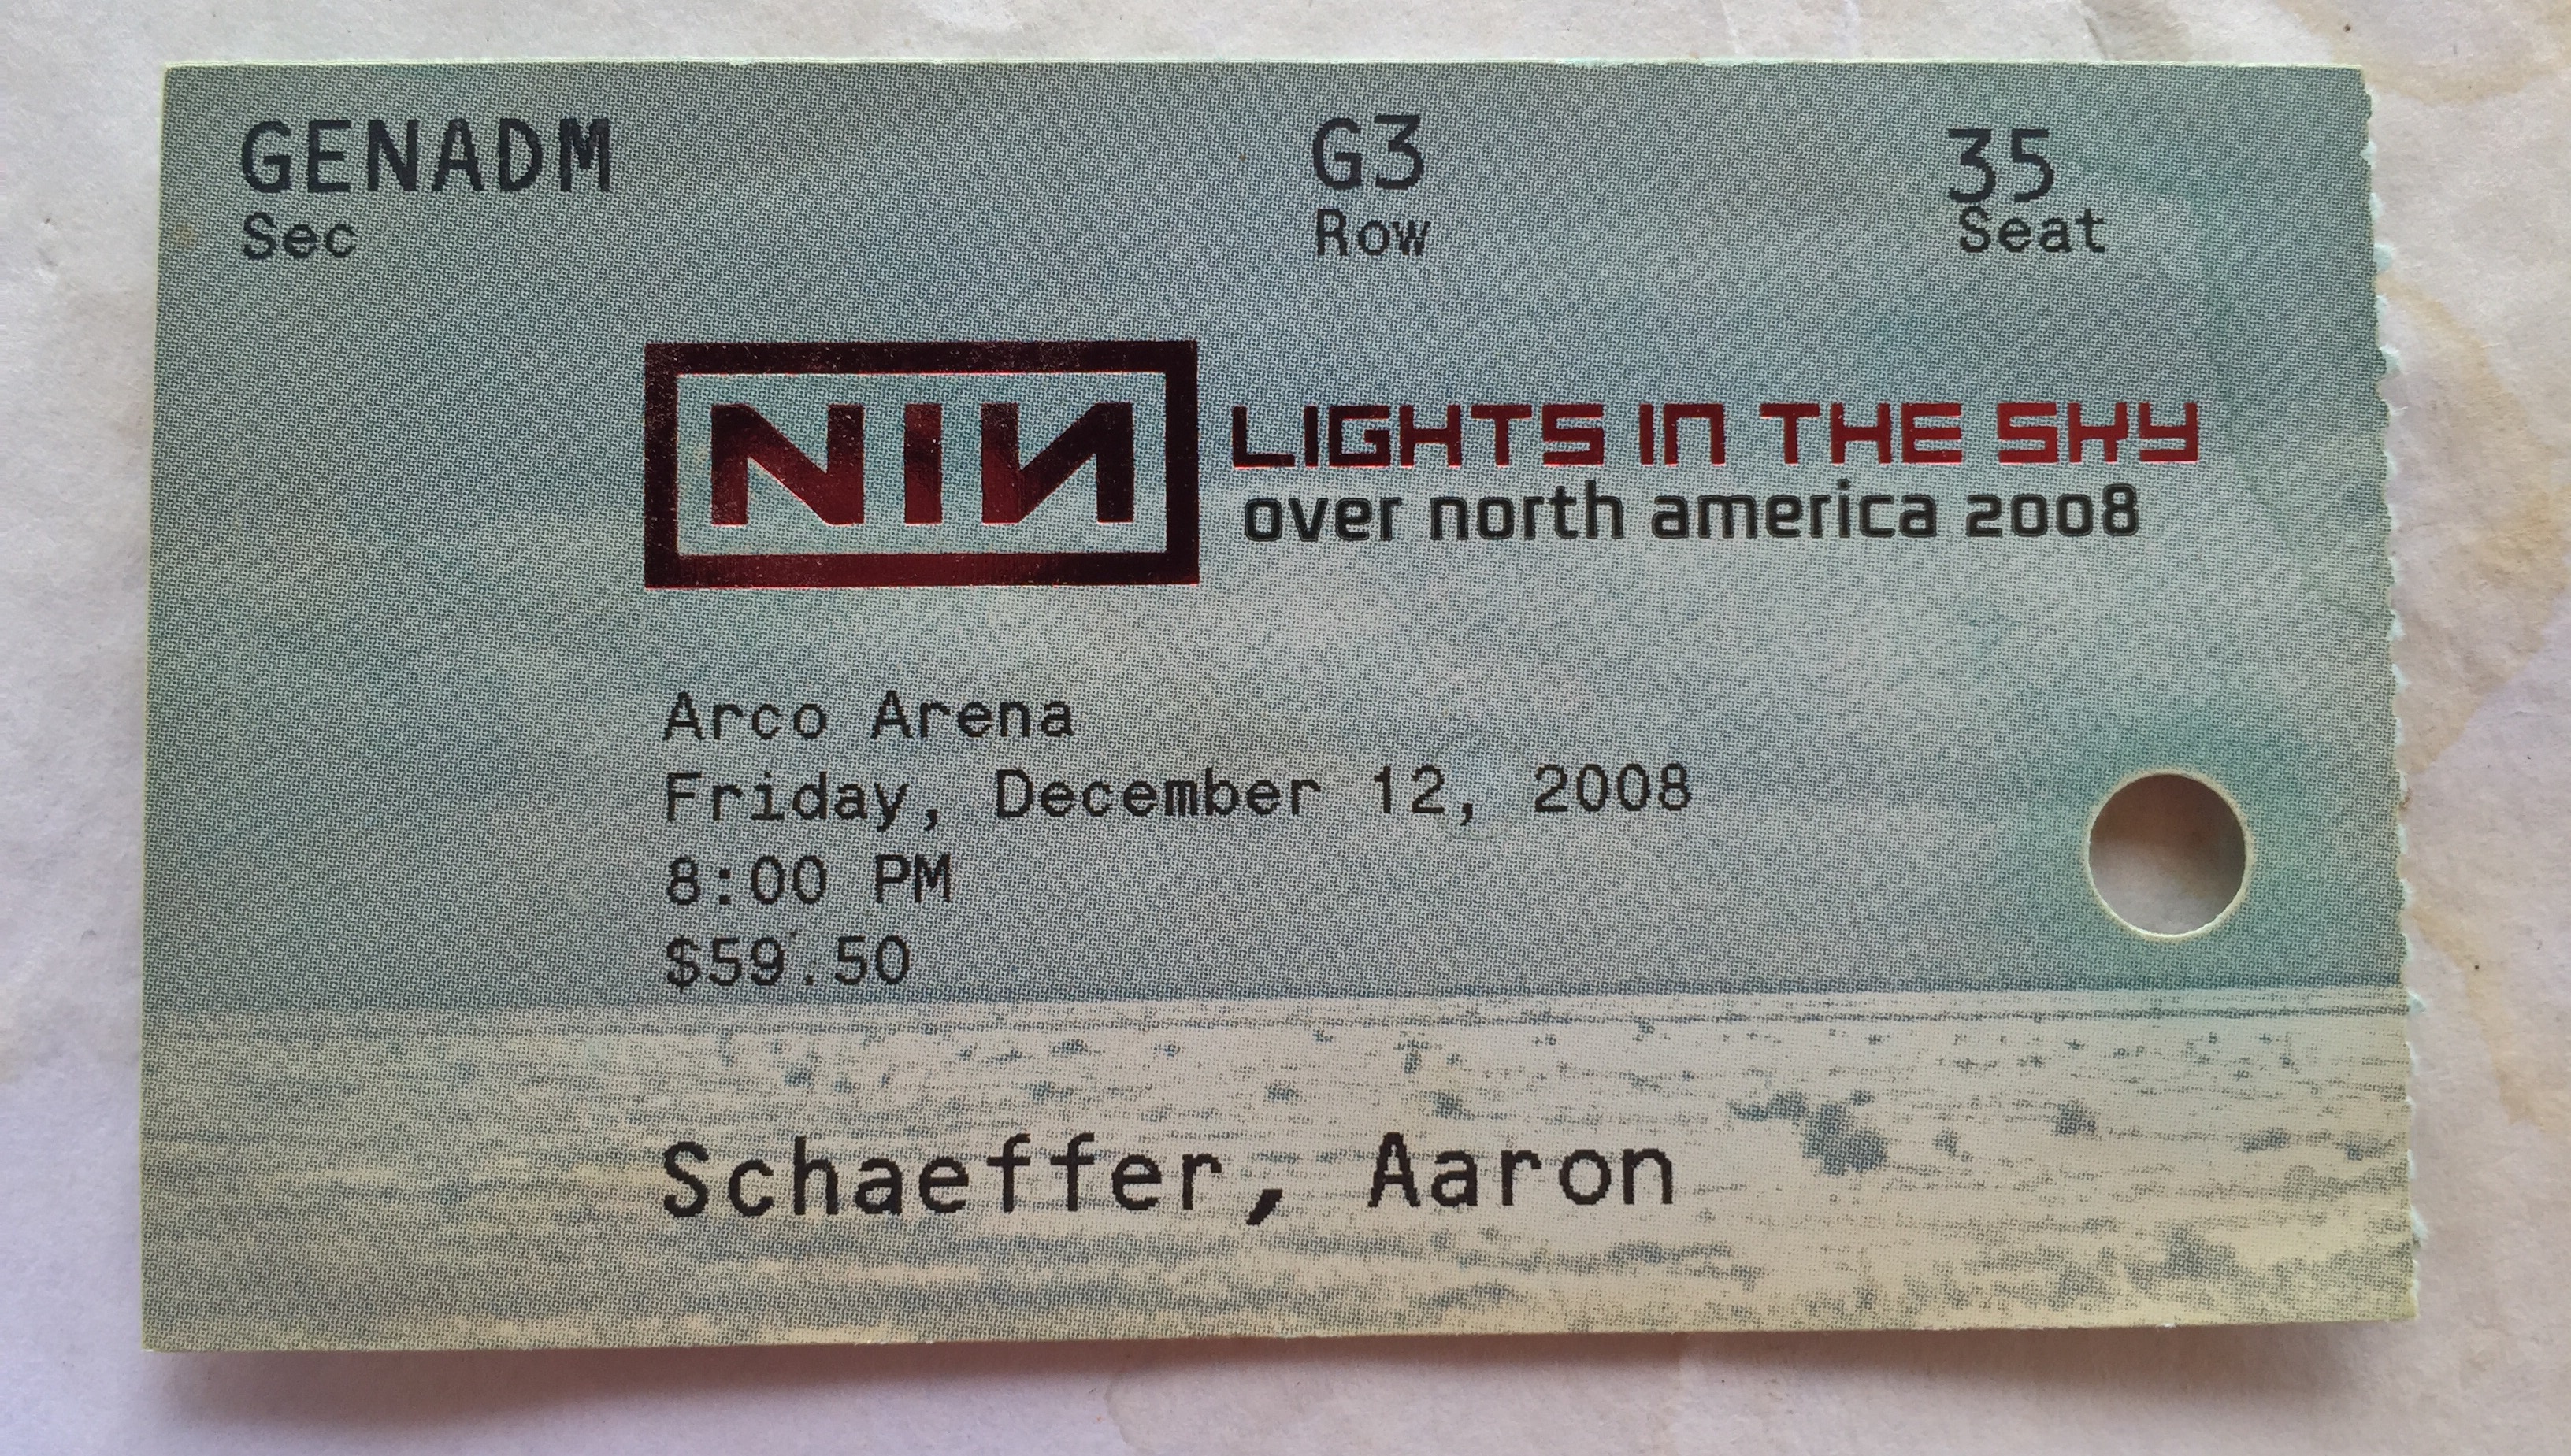 GENADM G3 35
Sec Row Seat
NIИ LIGHTS IN THE SKY
over north america 2008
Arco Arena
Friday, December 12, 2008
8:00 PM
$59.50
Schaeffer, Aaron